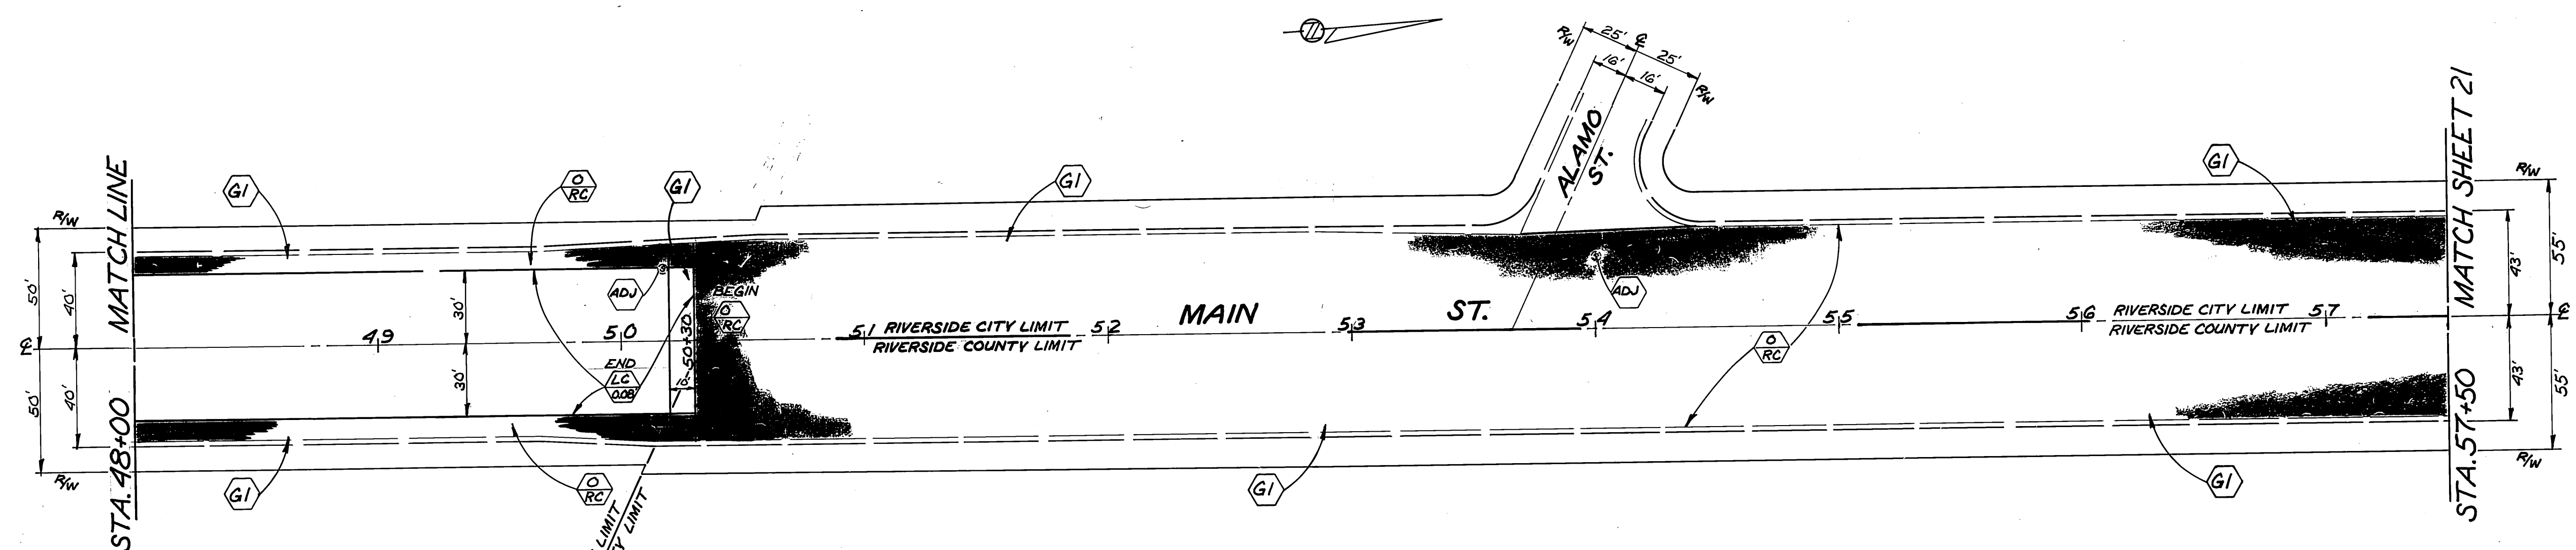 MATCH LINE
STA. 48+00
R/W
50'
40'
℄
50'
40'
R/W
G1
O
RC
G1
G1
30'
30'
ADJ
49
50
END
LC
0.08'
10'
50+30
BEGIN
O
RC
G1
O
RC
LIMIT
LIMIT
51 RIVERSIDE CITY LIMIT 52
RIVERSIDE COUNTY LIMIT
MAIN ST.
53
54
55
56 RIVERSIDE CITY LIMIT 57
RIVERSIDE COUNTY LIMIT
G1
R/W
25'
℄
25'
16'
16'
R/W
ALAMO
ST.
ADJ
O
RC
G1
G1
G1
MATCH SHEET 21
STA. 57+50
R/W
43'
55'
℄
43'
55'
R/W